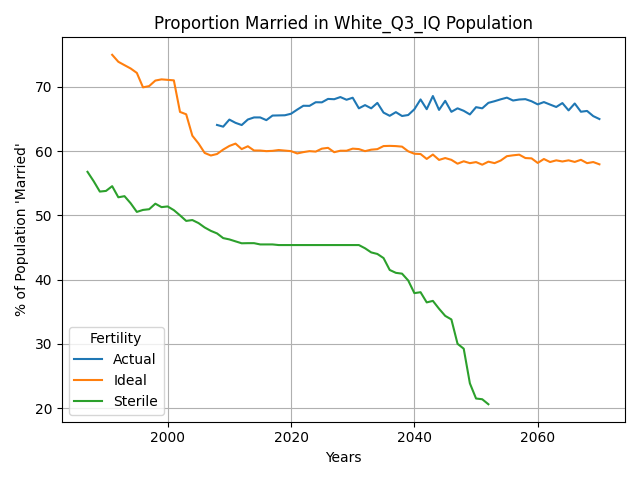 Proportion Married in White_Q3_IQ Population
% of Population 'Married'
70
60
50
40
30
20
Fertility
Actual
Ideal
Sterile
2000
2020
2040
2060
Years